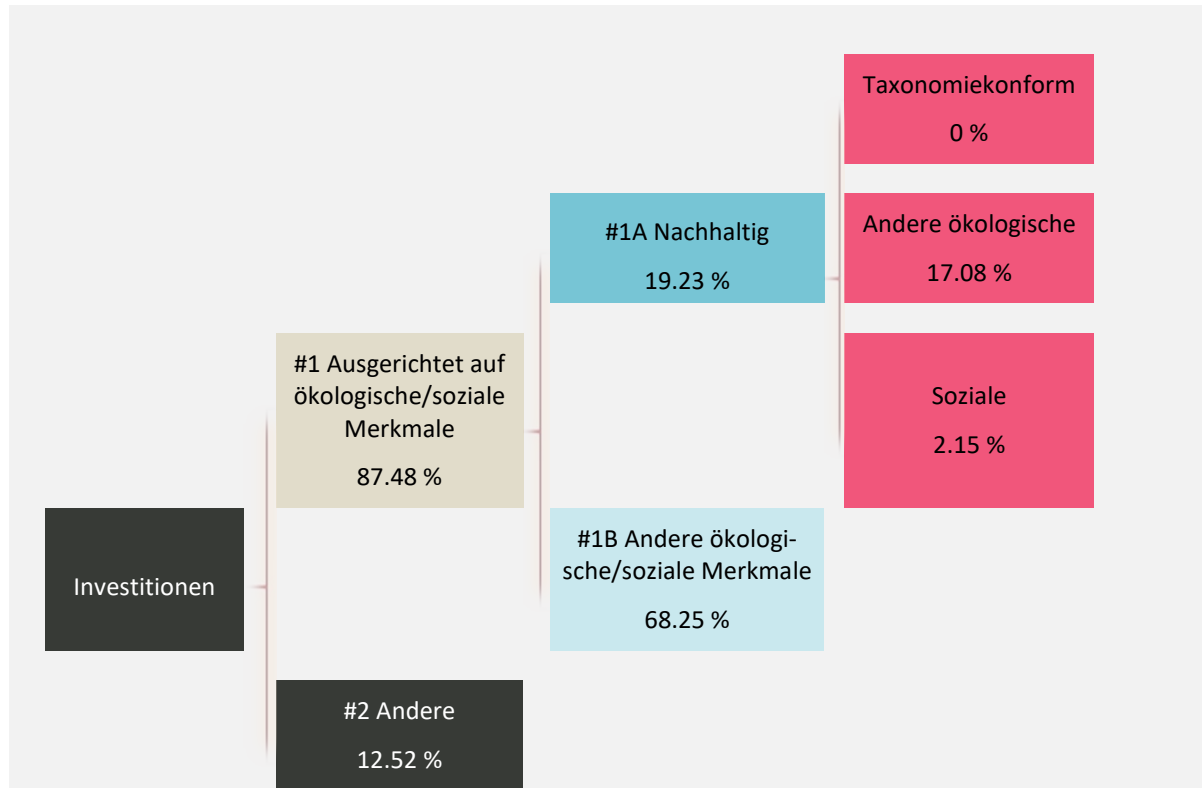 Taxonomiekonform
0 %
#1A Nachhaltig
19.23 %
Andere ökologische
17.08 %
#1 Ausgerichtet auf
ökologische/soziale
Merkmale
87.48 %
Soziale
2.15 %
Investitionen
#1B Andere ökologi-
sche/soziale Merkmale
68.25 %
#2 Andere
12.52 %